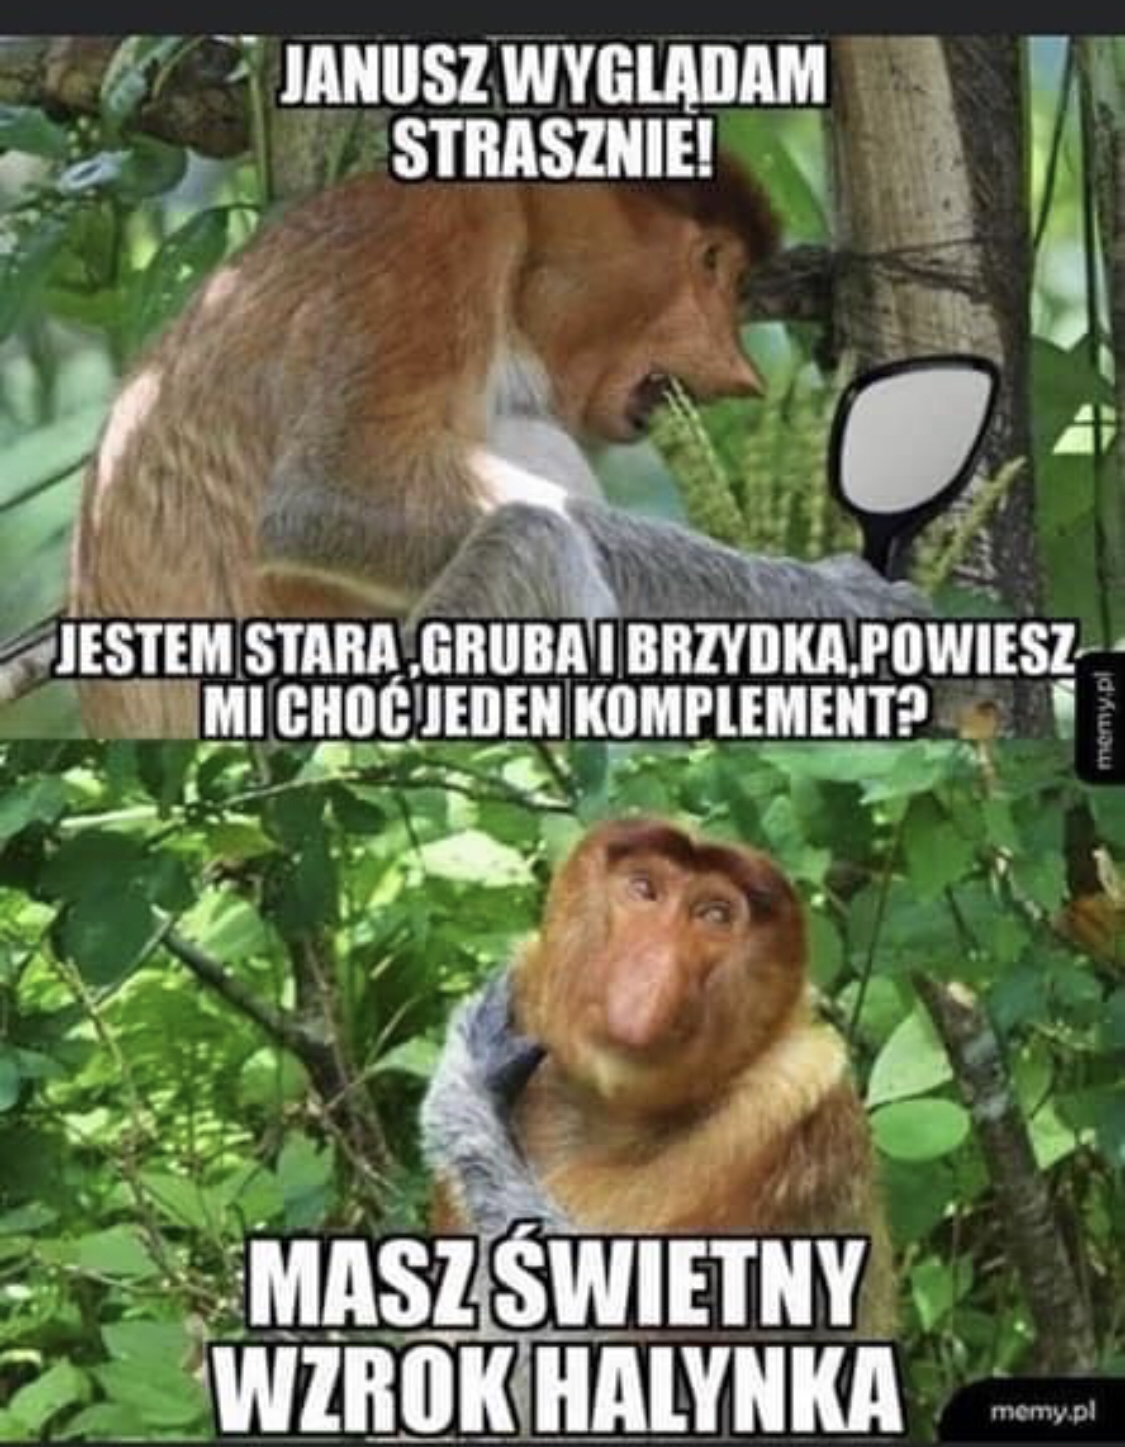 JANUSZ WYGLĄDAM
STRASZNIE!
JESTEM STARA ,GRUBA I BRZYDKA,POWIESZ
MI CHOĆ JEDEN KOMPLEMENT?
memy.pl
MASZ ŚWIETNY
WZROK HALYNKA
memy.pl